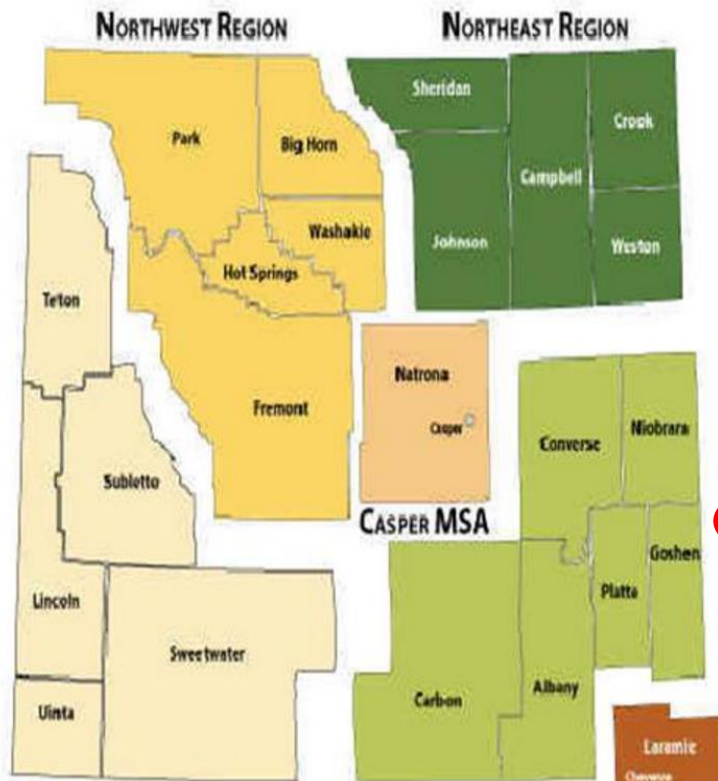 NORTHWEST REGION
NORTHEAST REGION
Sheridan
Crook
Park
Big Horn
Campbell
Washakie
Johnson
Weston
Hot Springs
Teton
Natrona
Fremont
Casper
Niobrara
Converse
Sublette
CASPER MSA
Goshen
Platte
Lincoln
Sweetwater
Carbon
Albany
Uinta
Laramie
Cheyenne